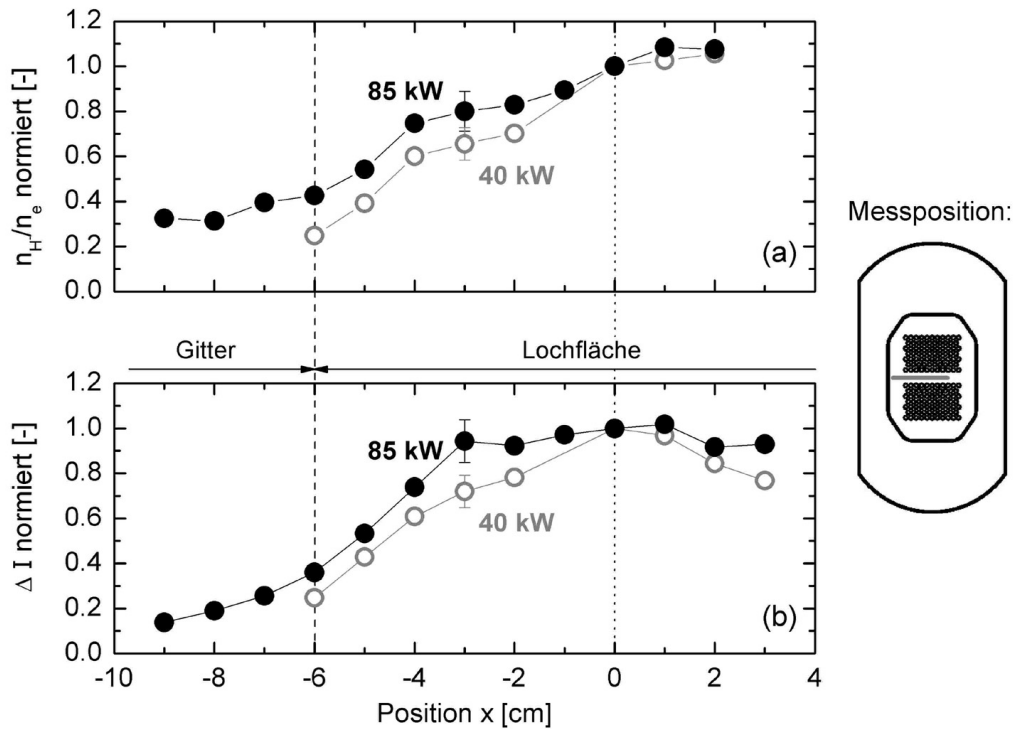 1.2
1.0
0.8
0.6
0.4
0.2
0.0
n_H/n_e normiert [-]
85 kW
40 kW
(a)
Messposition:
Gitter
Lochfläche
1.2
1.0
0.8
0.6
0.4
0.2
0.0
Δ I normiert [-]
85 kW
40 kW
(b)
-10 -8 -6 -4 -2 0 2 4
Position x [cm]